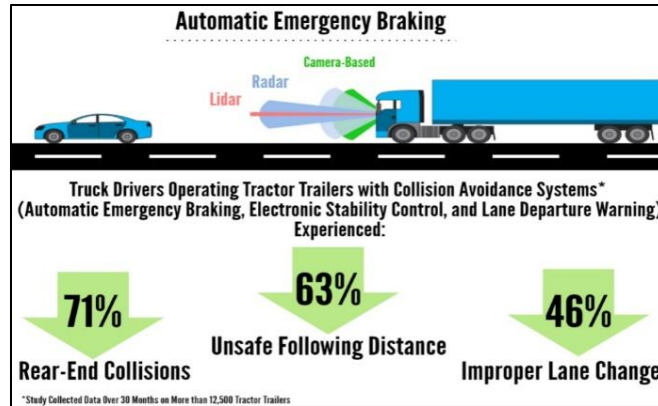 Automatic Emergency Braking
Camera-Based
Radar
Lidar
Truck Drivers Operating Tractor Trailers with Collision Avoidance Systems*
(Automatic Emergency Braking, Electronic Stability Control, and Lane Departure Warning)
Experienced:
71%
Rear-End Collisions
63%
Unsafe Following Distance
46%
Improper Lane Change
*Study Collected Data Over 30 Months on More than 12,500 Tractor Trailers